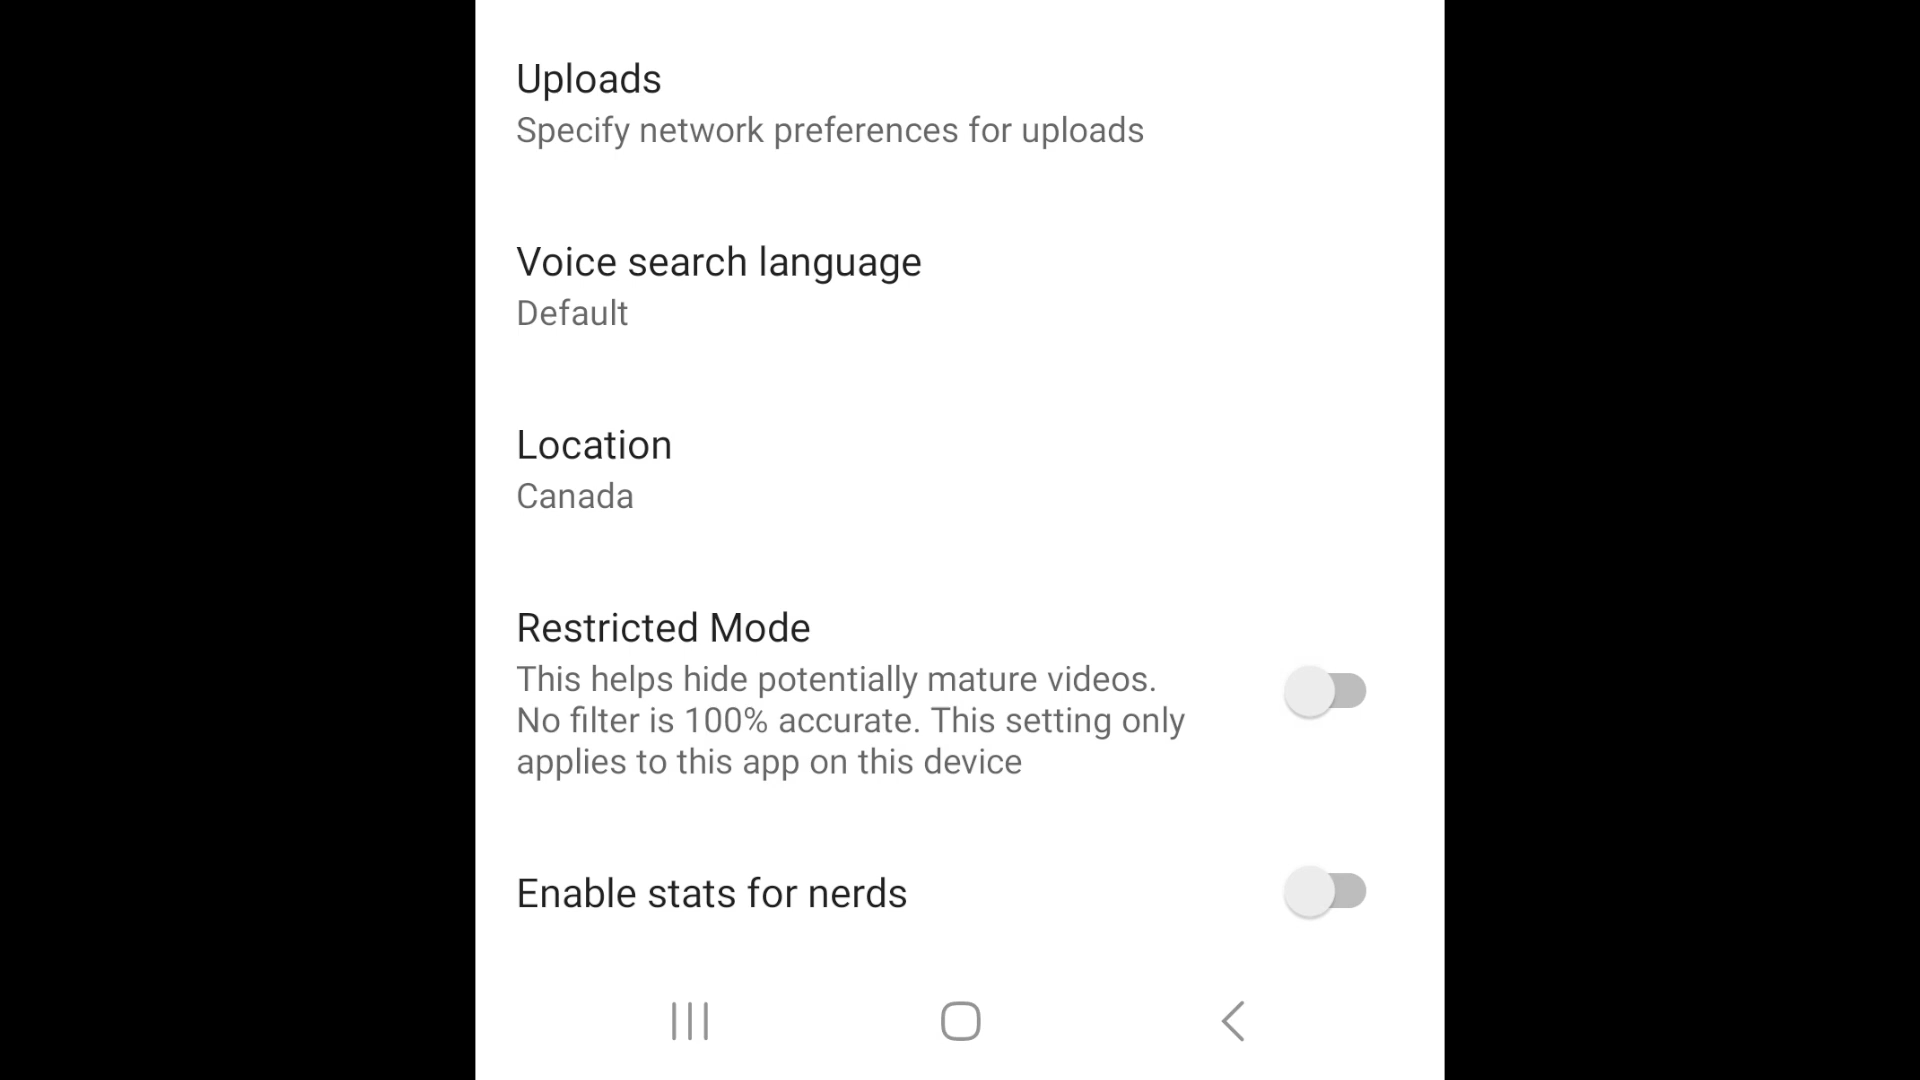 Uploads
Specify network preferences for uploads
Voice search language
Default
Location
Canada
Restricted Mode
This helps hide potentially mature videos.
No filter is 100% accurate. This setting only
applies to this app on this device
Enable stats for nerds